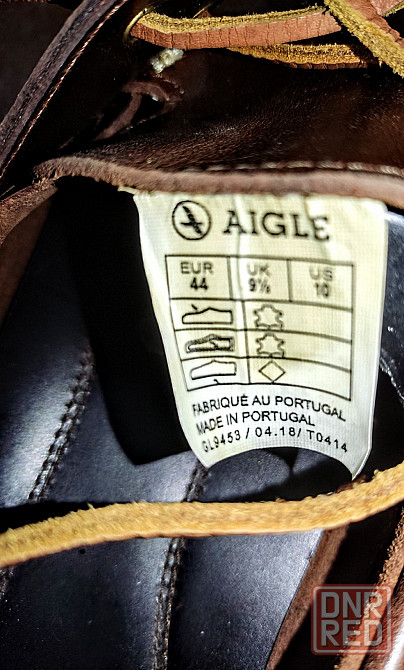 AIGLE
EUR UK US
44 9½ 10
FABRIQUÉ AU PORTUGAL
MADE IN PORTUGAL
GL9453 / 04.18/ T0414
DNR
RED